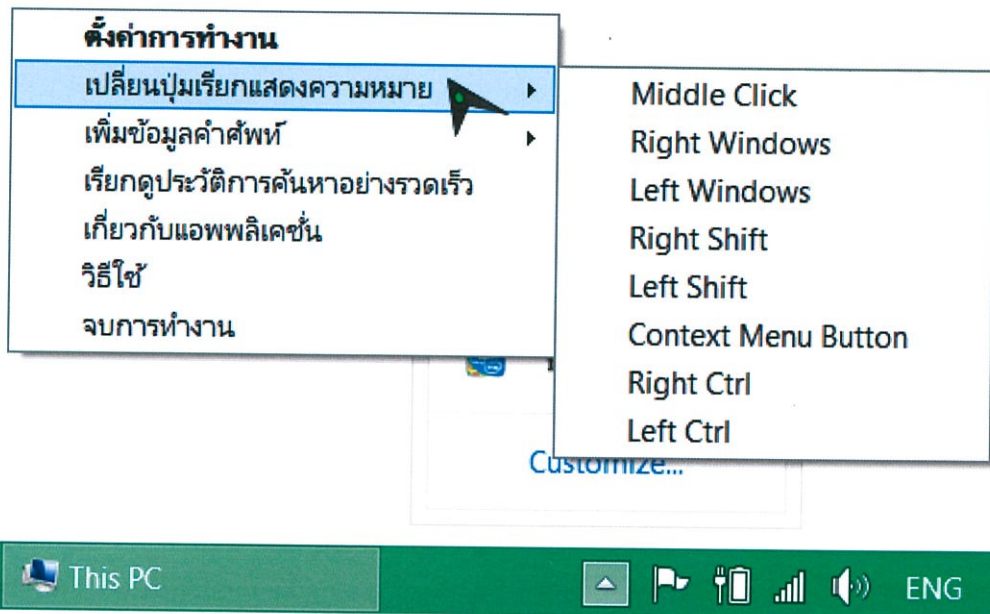 ตั้งค่าการทำงาน
เปลี่ยนปุ่มเรียกแสดงความหมาย
เพิ่มข้อมูลคำศัพท์
เรียกดูประวัติการค้นหาอย่างรวดเร็ว
เกี่ยวกับแอพพลิเคชั่น
วิธีใช้
จบการทำงาน
Middle Click
Right Windows
Left Windows
Right Shift
Left Shift
Context Menu Button
Right Ctrl
Left Ctrl
Customize...
This PC
ENG